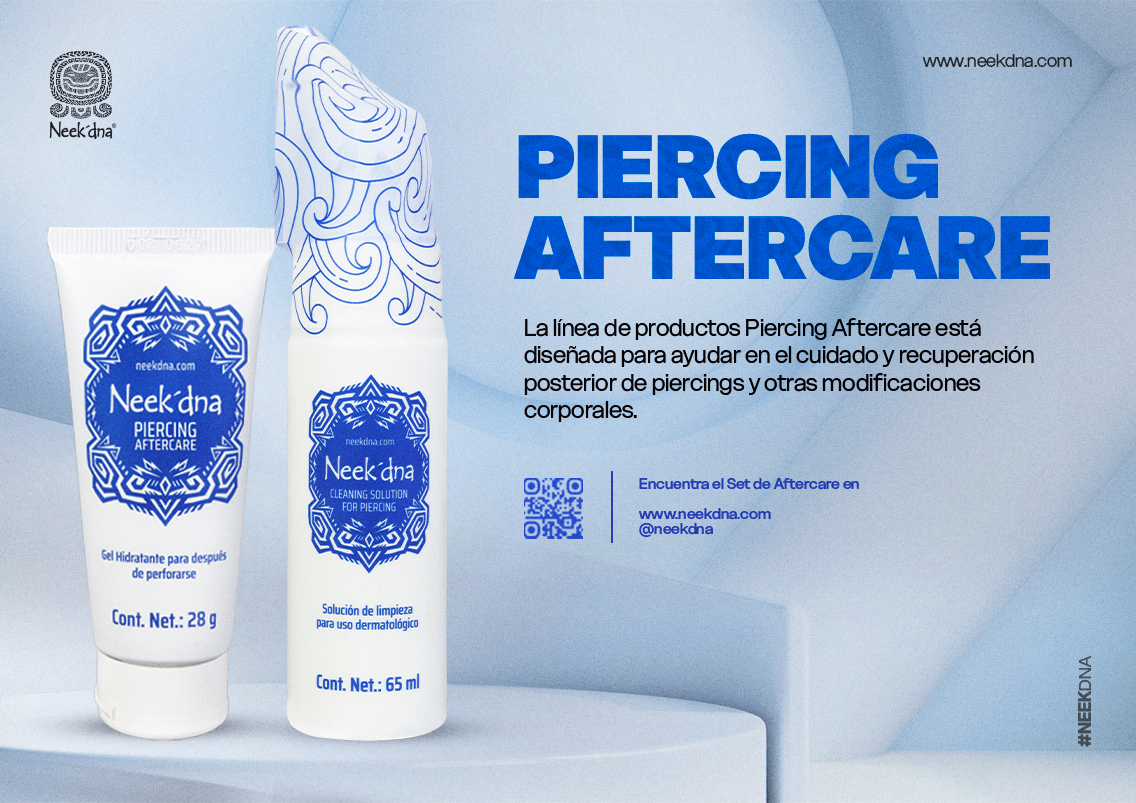 Neek´dna®
www.neekdna.com
PIERCING
AFTERCARE
La línea de productos Piercing Aftercare está
diseñada para ayudar en el cuidado y recuperación
posterior de piercings y otras modificaciones
corporales.
Encuentra el Set de Aftercare en
www.neekdna.com
@neekdna
neekdna.com
Neek´dna
PIERCING
AFTERCARE
Gel Hidratante para después
de perforarse
Cont. Net.: 28 g
neekdna.com
Neek´dna
CLEANING SOLUTION
FOR PIERCING
Solución de limpieza
para uso dermatológico
Cont. Net.: 65 ml
#NEEKDNA